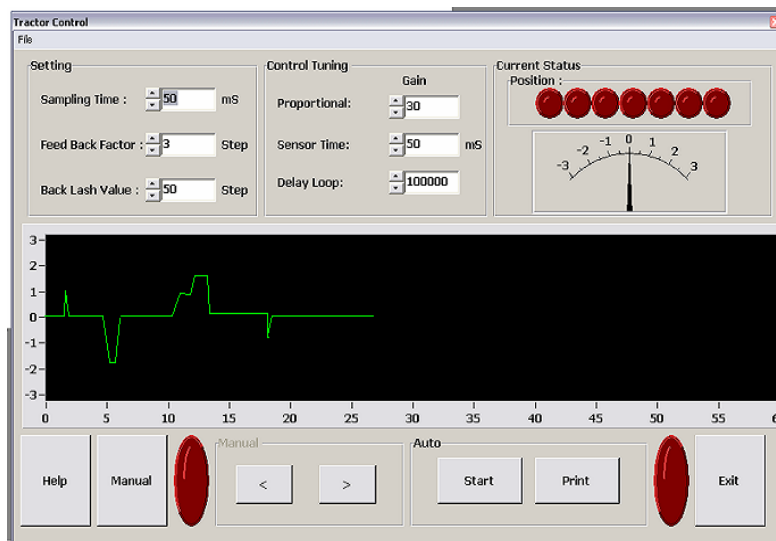 Tractor Control
File
Setting
Sampling Time : 50 mS
Feed Back Factor : 3 Step
Back Lash Value : 50 Step
Control Tuning
Gain
Proportional: 30
Sensor Time: 50 mS
Delay Loop: 100000
Current Status
Position :
-3 -2 -1 0 1 2 3
3
2
1
0
-1
-2
-3
0 5 10 15 20 25 30 35 40 45 50 55
Help
Manual
Manual
<
>
Auto
Start
Print
Exit